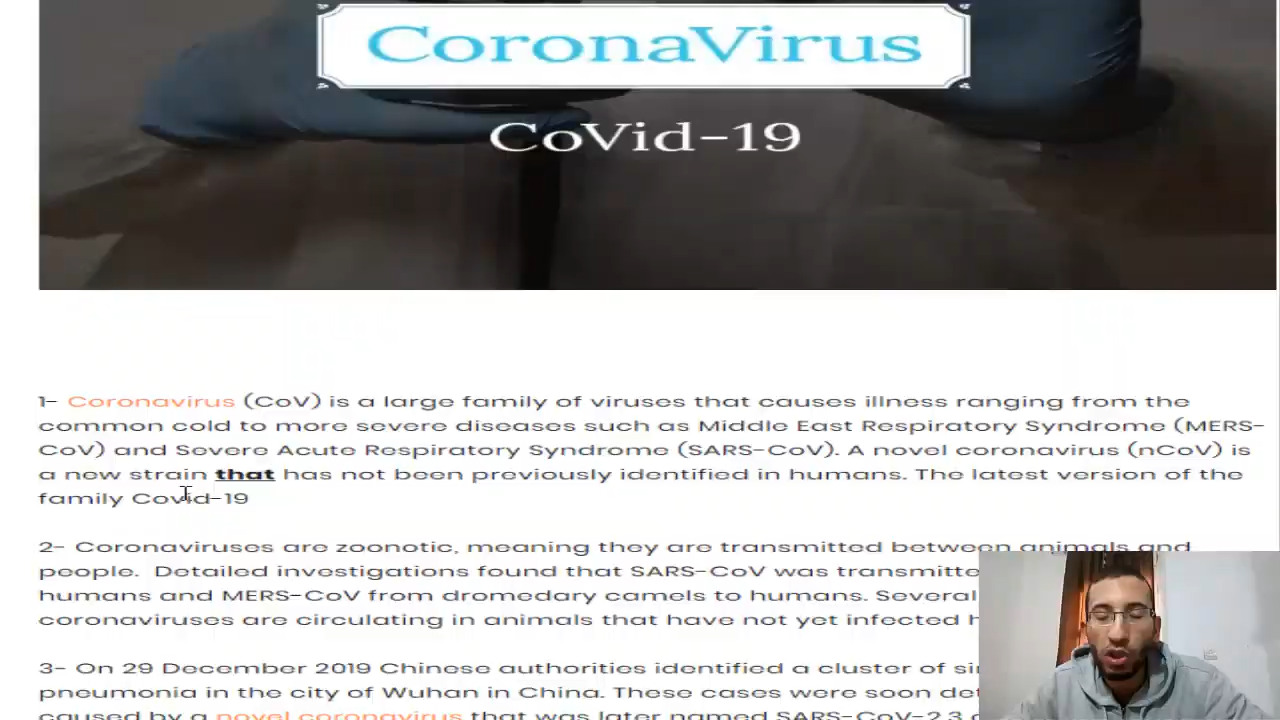 CoronaVirus
CoVid-19
1- Coronavirus (CoV) is a large family of viruses that causes illness ranging from the
common cold to more severe diseases such as Middle East Respiratory Syndrome (MERS-
CoV) and Severe Acute Respiratory Syndrome (SARS-CoV). A novel coronavirus (nCoV) is
a new strain that has not been previously identified in humans. The latest version of the
family Covid-19
2- Coronaviruses are zoonotic, meaning they are transmitted between animals and
people. Detailed investigations found that SARS-CoV was
humans and MERS-CoV from dromedary camels to humans. Several
coronaviruses are circulating in animals that have not yet infected
3- On 29 December 2019 Chinese authorities identified a cluster of
pneumonia in the city of Wuhan in China. These cases were soon
caused by a novel coronavirus that was later named SARS-CoV-2.3